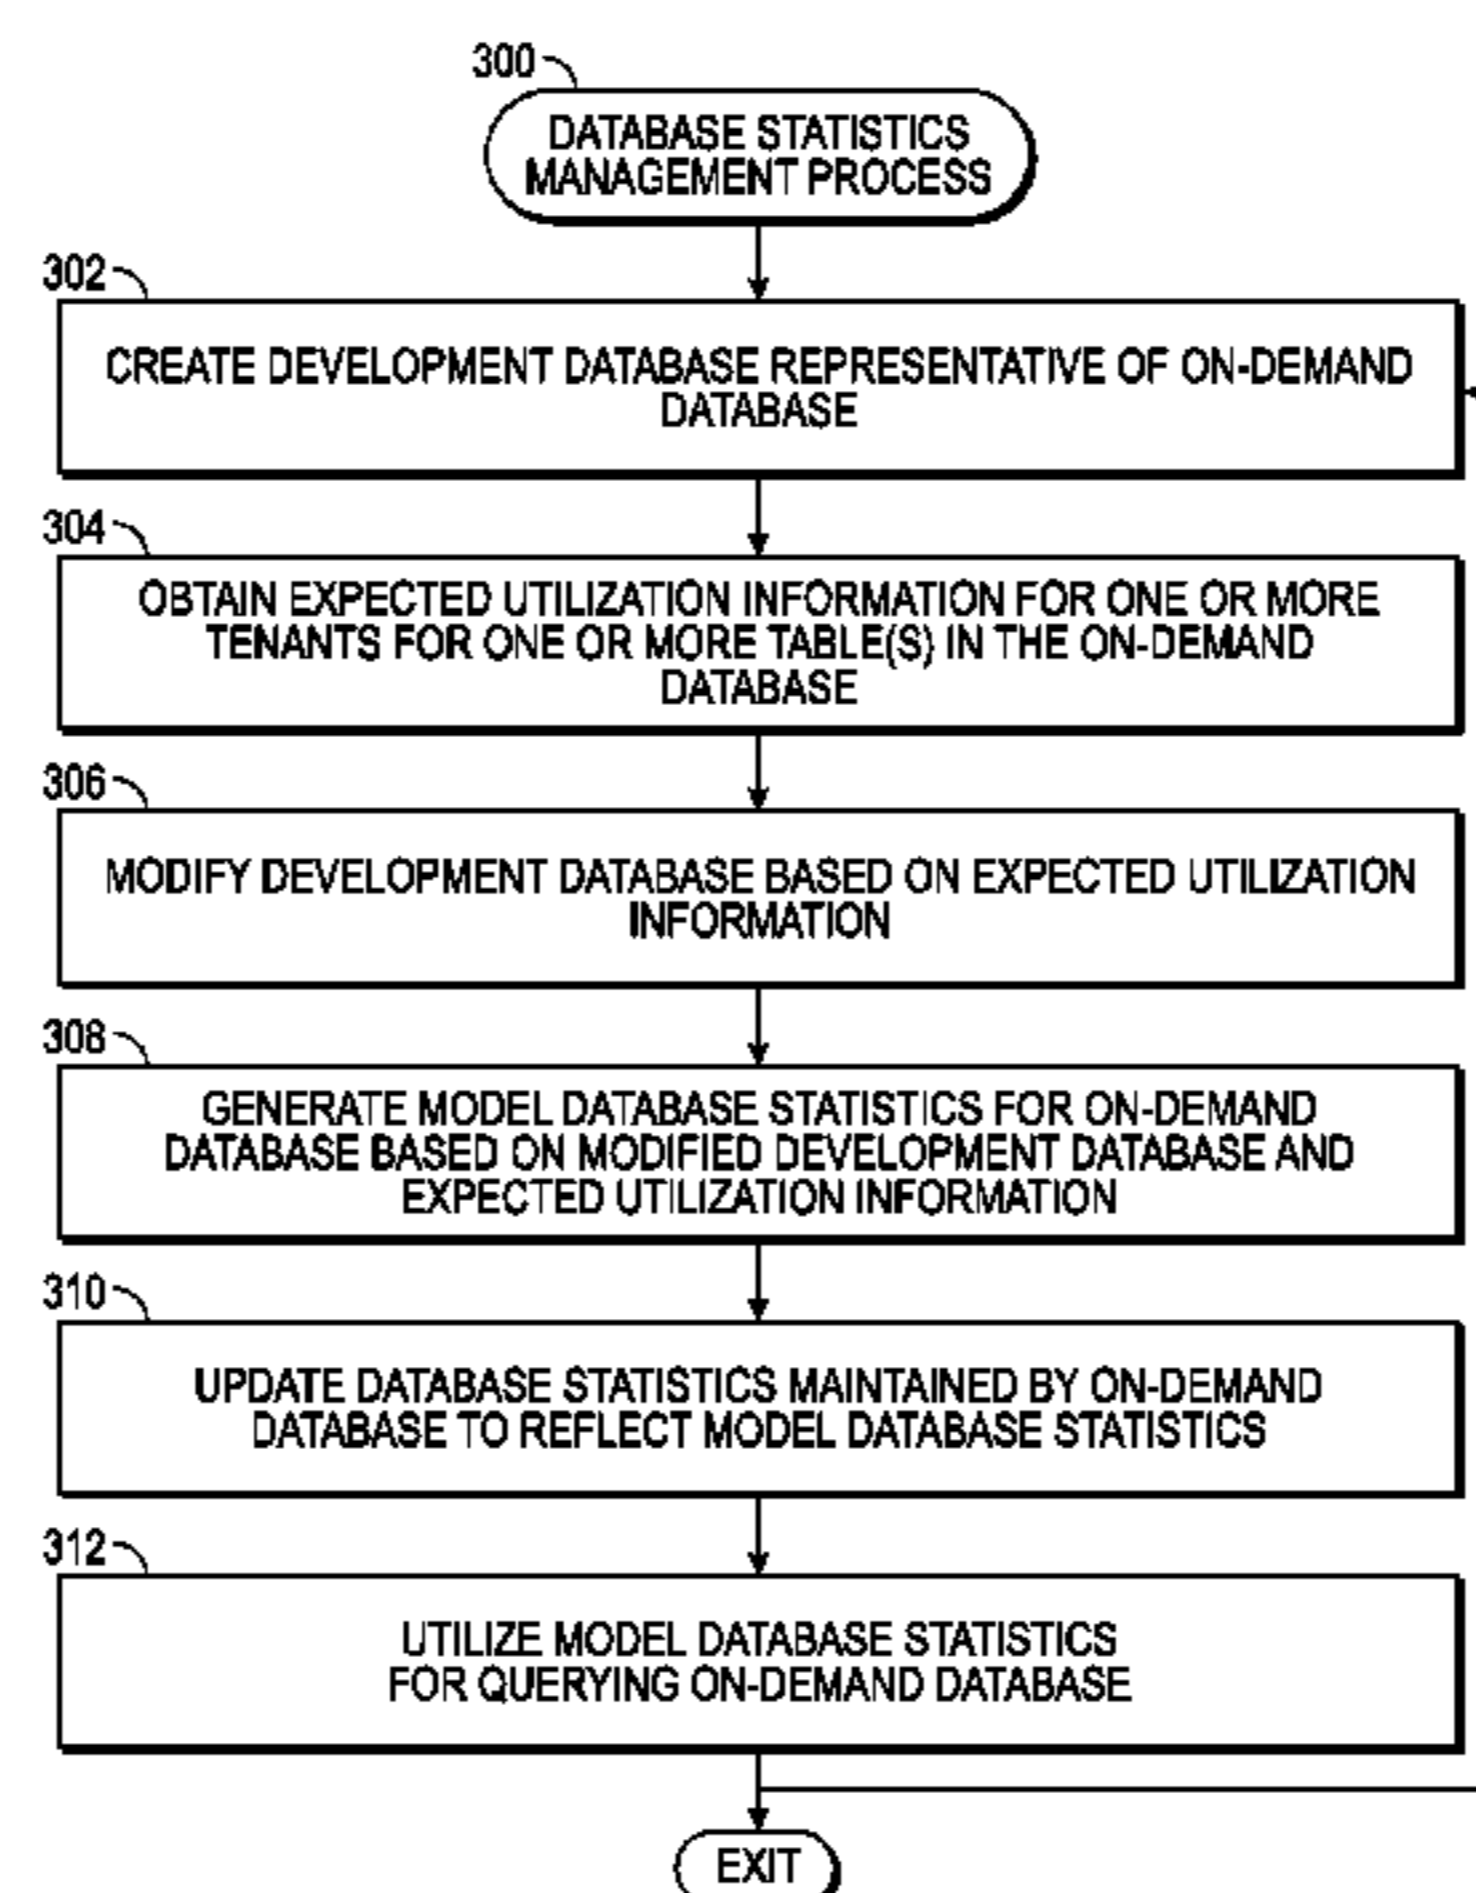 300
DATABASE STATISTICS
MANAGEMENT PROCESS
302
CREATE DEVELOPMENT DATABASE REPRESENTATIVE OF ON-DEMAND
DATABASE
304
OBTAIN EXPECTED UTILIZATION INFORMATION FOR ONE OR MORE
TENANTS FOR ONE OR MORE TABLE(S) IN THE ON-DEMAND
DATABASE
306
MODIFY DEVELOPMENT DATABASE BASED ON EXPECTED UTILIZATION
INFORMATION
308
GENERATE MODEL DATABASE STATISTICS FOR ON-DEMAND
DATABASE BASED ON MODIFIED DEVELOPMENT DATABASE AND
EXPECTED UTILIZATION INFORMATION
310
UPDATE DATABASE STATISTICS MAINTAINED BY ON-DEMAND
DATABASE TO REFLECT MODEL DATABASE STATISTICS
312
UTILIZE MODEL DATABASE STATISTICS
FOR QUERYING ON-DEMAND DATABASE
EXIT